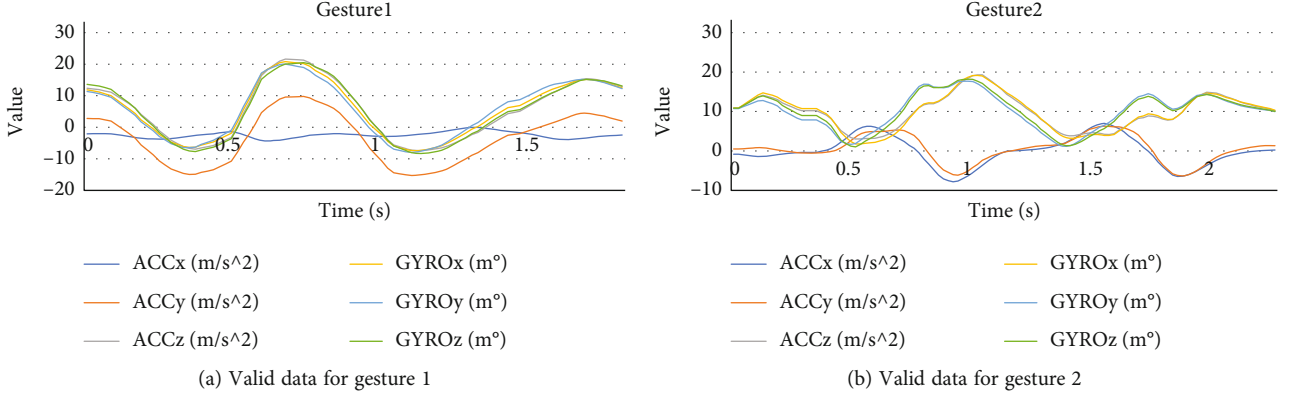 Gesture1
30
20
10
0
−10
−20
Value
0
0.5
1
1.5
Time (s)
ACCx (m/s^2)
ACCy (m/s^2)
ACCz (m/s^2)
GYROx (m°)
GYROy (m°)
GYROz (m°)
(a) Valid data for gesture 1
Gesture2
30
20
10
0
−10
Value
0
0.5
1
1.5
2
Time (s)
ACCx (m/s^2)
ACCy (m/s^2)
ACCz (m/s^2)
GYROx (m°)
GYROy (m°)
GYROz (m°)
(b) Valid data for gesture 2